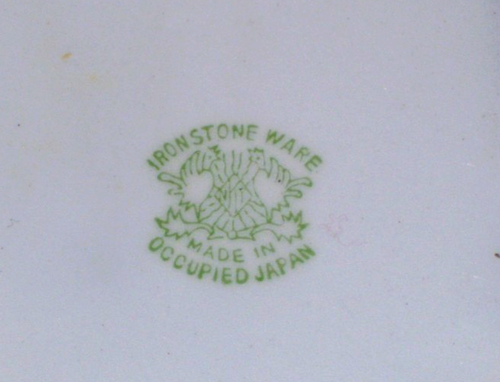 IRONSTONE WARE
MADE IN
OCCUPIED JAPAN